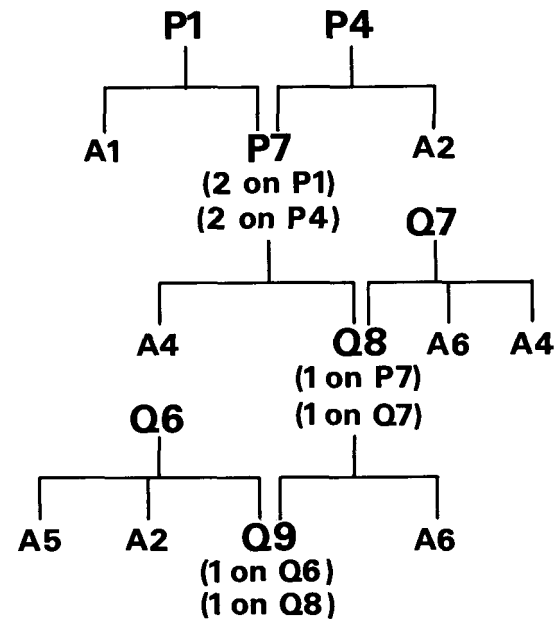 P1 P4
A1 P7 A2
(2 on P1)
(2 on P4)
Q7
A4 Q8 A6 A4
(1 on P7)
(1 on Q7)
Q6
A5 A2 Q9 A6
(1 on Q6)
(1 on Q8)